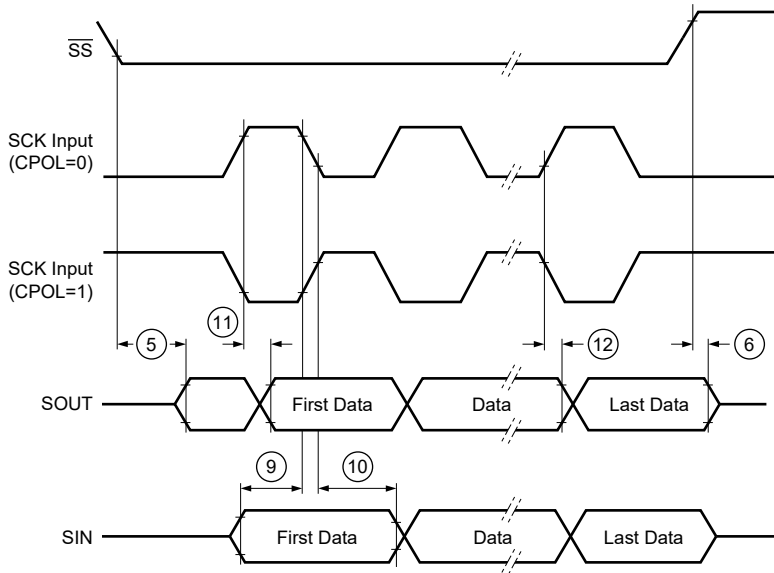 SS
SCK Input
(CPOL=0)
SCK Input
(CPOL=1)
5
11
12
6
SOUT
First Data
Data
Last Data
9
10
SIN
First Data
Data
Last Data